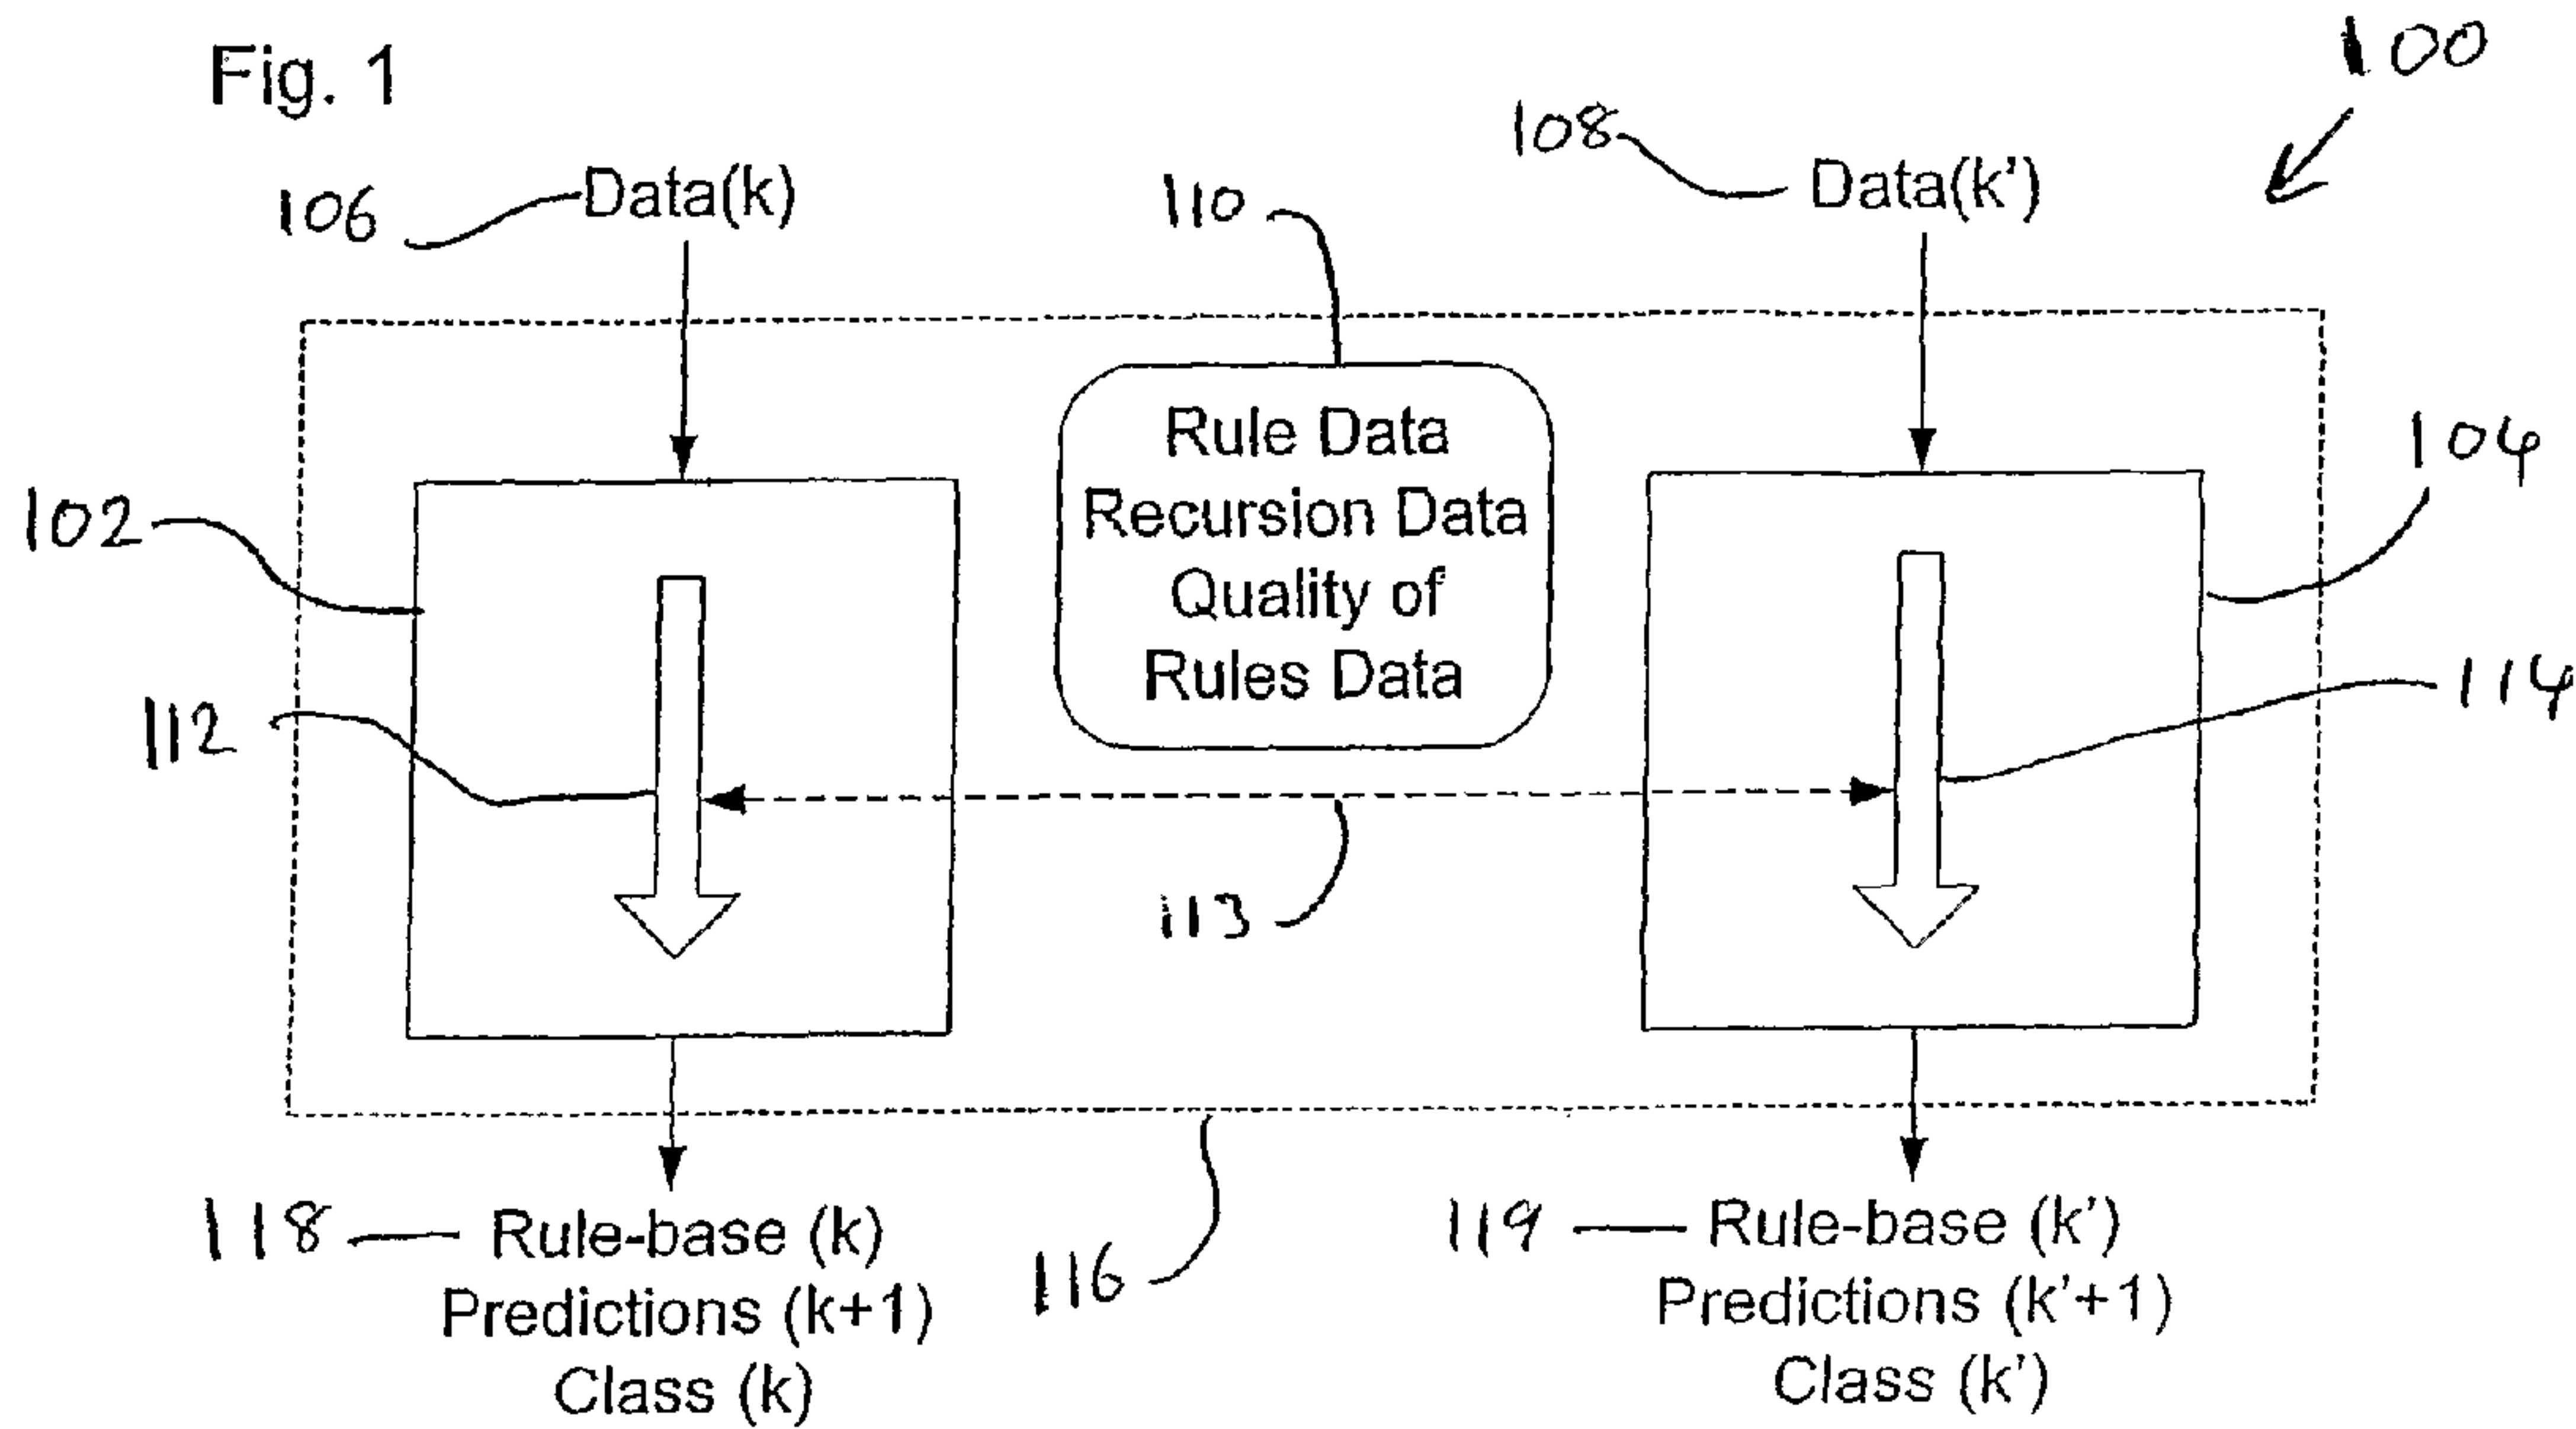 Fig. 1
100
108
106
Data(k)
110
Data(k’)
Rule Data
Recursion Data
Quality of
Rules Data
104
102
112
114
113
118
Rule-base (k)
Predictions (k+1)
Class (k)
116
119
Rule-base (k’)
Predictions (k’+1)
Class (k’)